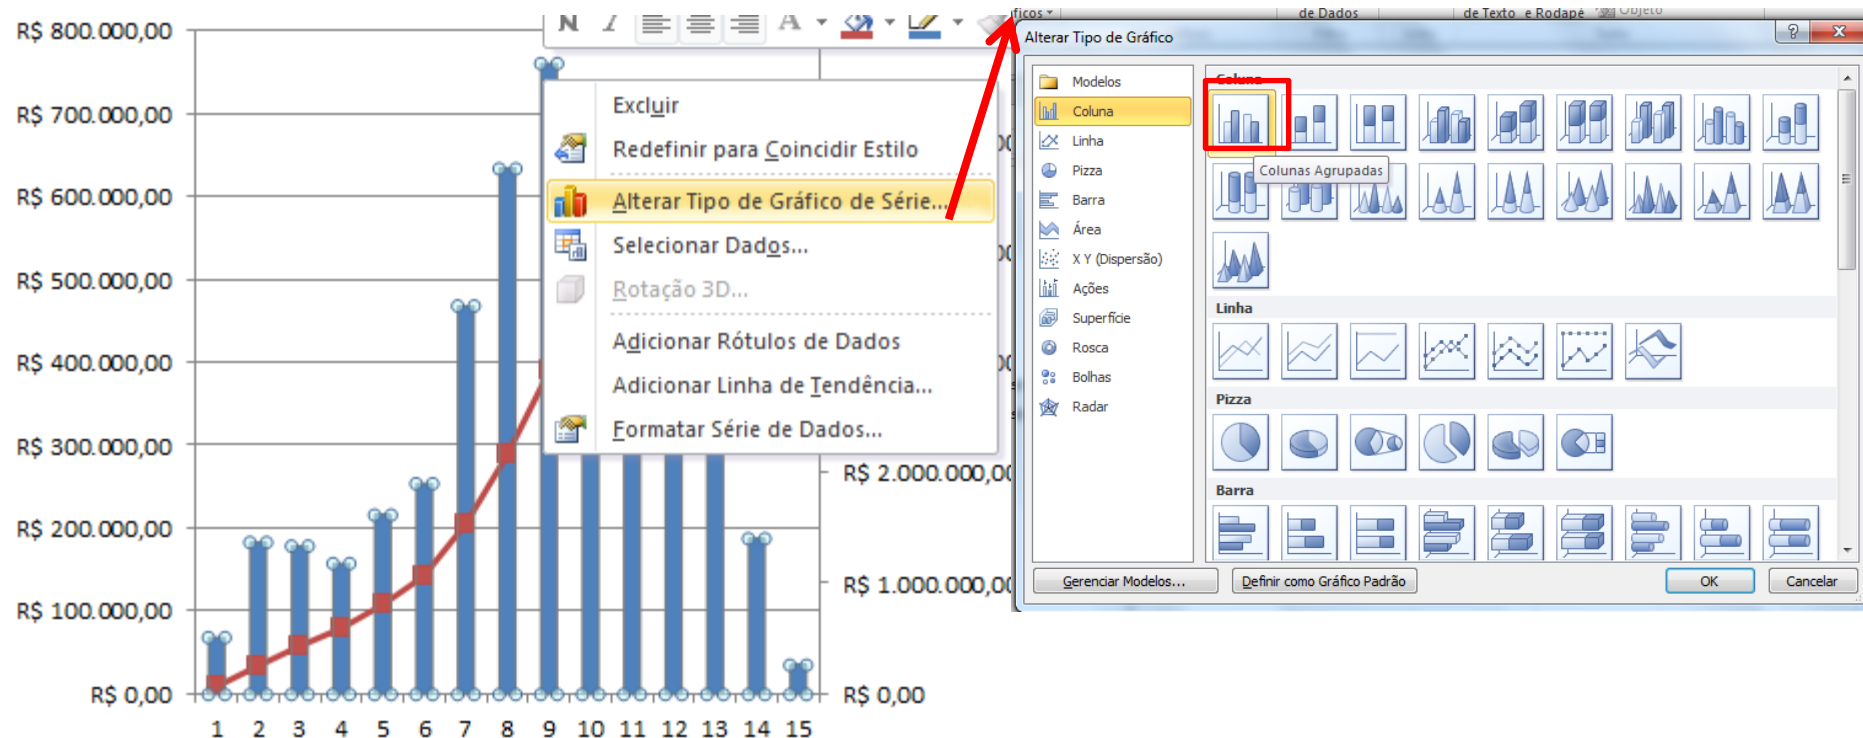 R$ 800.000,00
R$ 700.000,00
R$ 600.000,00
R$ 500.000,00
R$ 400.000,00
R$ 300.000,00
R$ 200.000,00
R$ 100.000,00
R$ 0,00
1 2 3 4 5 6 7 8 9 10 11 12 13 14 15
R$ 2.000.000,00
R$ 1.000.000,00
R$ 0,00
N I A
Excluir
Redefinir para Coincidir Estilo
Alterar Tipo de Gráfico de Série...
Selecionar Dados...
Rotação 3D...
Adicionar Rótulos de Dados
Adicionar Linha de Tendência...
Formatar Série de Dados...
de Dados de Texto e Rodapé Objeto
Alterar Tipo de Gráfico
Modelos
Coluna
Linha
Pizza
Barra
Área
X Y (Dispersão)
Ações
Superfície
Rosca
Bolhas
Radar
Coluna
Colunas Agrupadas
Linha
Pizza
Barra
Gerenciar Modelos...
Definir como Gráfico Padrão
OK
Cancelar